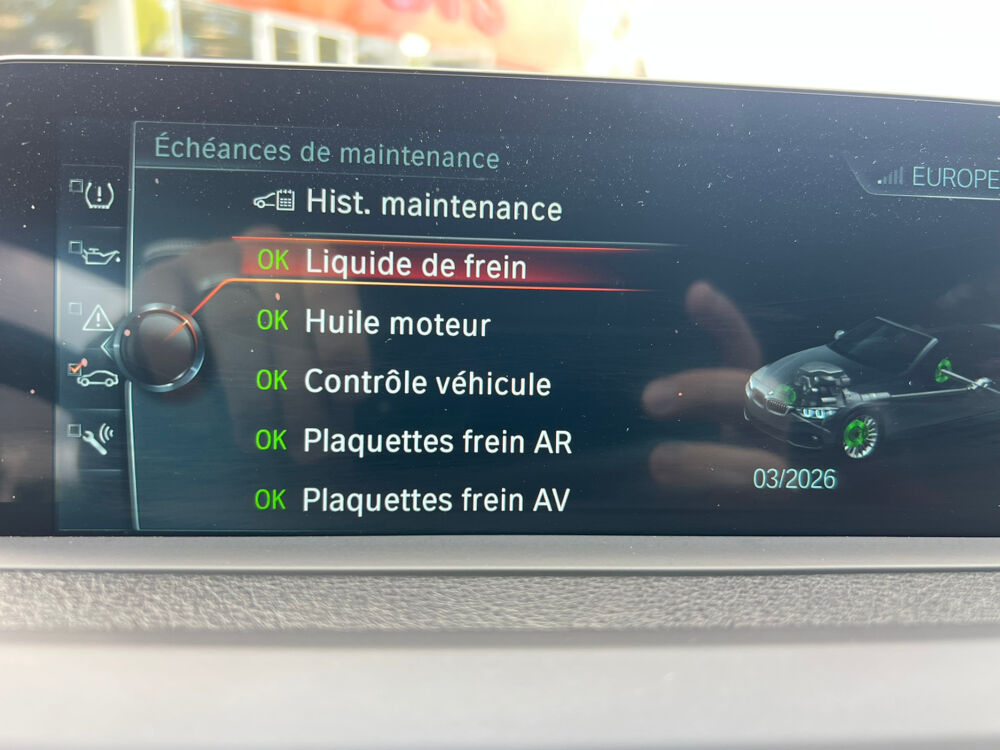 Échéances de maintenance
EUROPE
Hist. maintenance
OK Liquide de frein
OK Huile moteur
OK Contrôle véhicule
OK Plaquettes frein AR
OK Plaquettes frein AV
03/2026